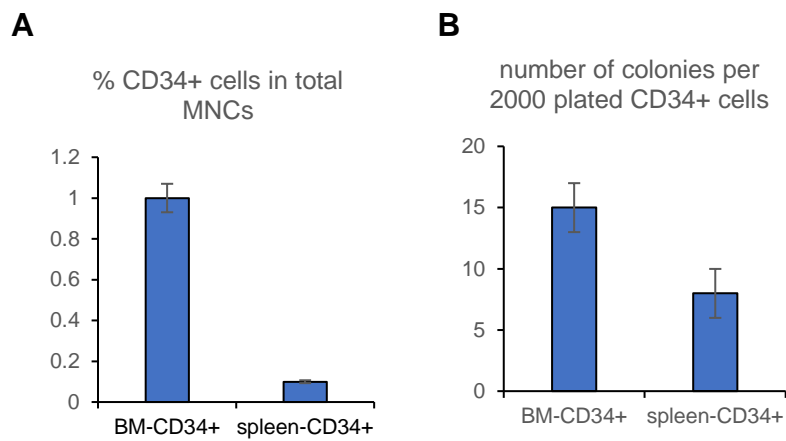 A
% CD34+ cells in total
MNCs
1.2
1
0.8
0.6
0.4
0.2
0
BM-CD34+ spleen-CD34+
B
number of colonies per
2000 plated CD34+ cells
20
15
10
5
0
BM-CD34+ spleen-CD34+